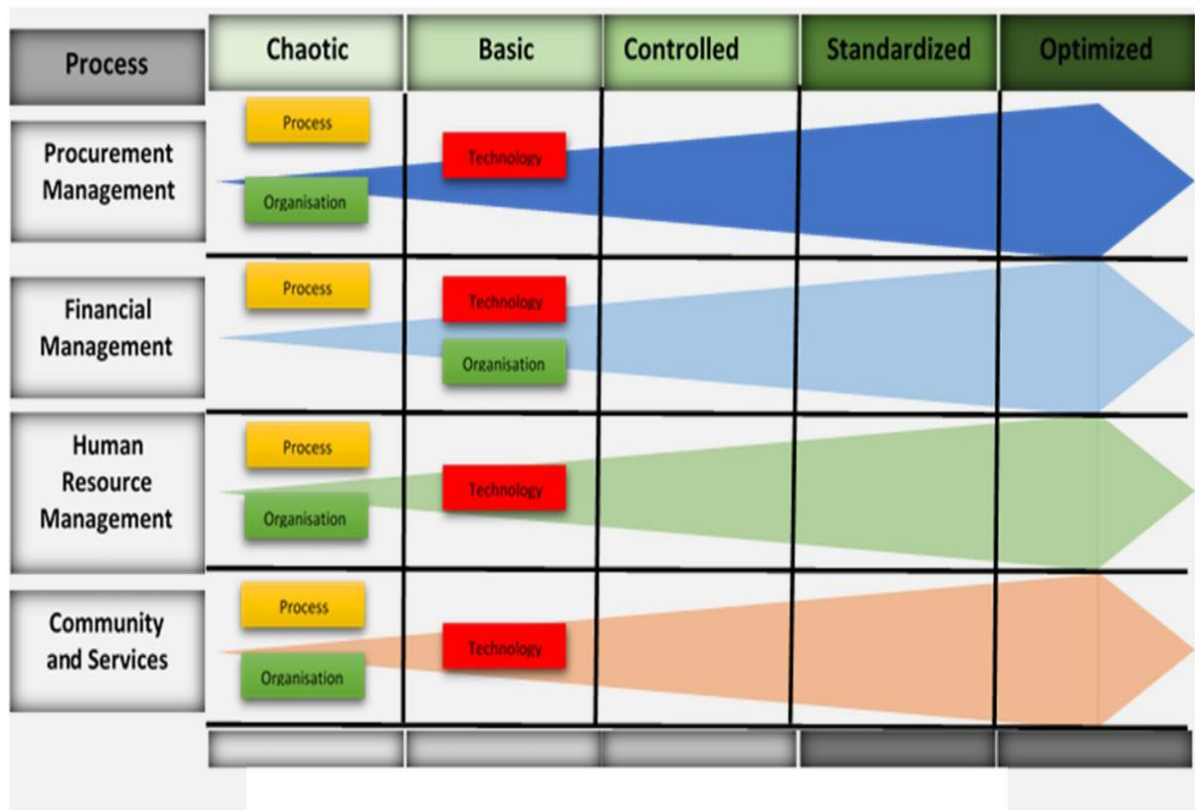 Process Chaotic Basic Controlled Standardized Optimized
Procurement
Management
Process
Technology
Organisation
Financial
Management
Process
Technology
Organisation
Human
Resource
Management
Process
Technology
Organisation
Community
and Services
Process
Technology
Organisation